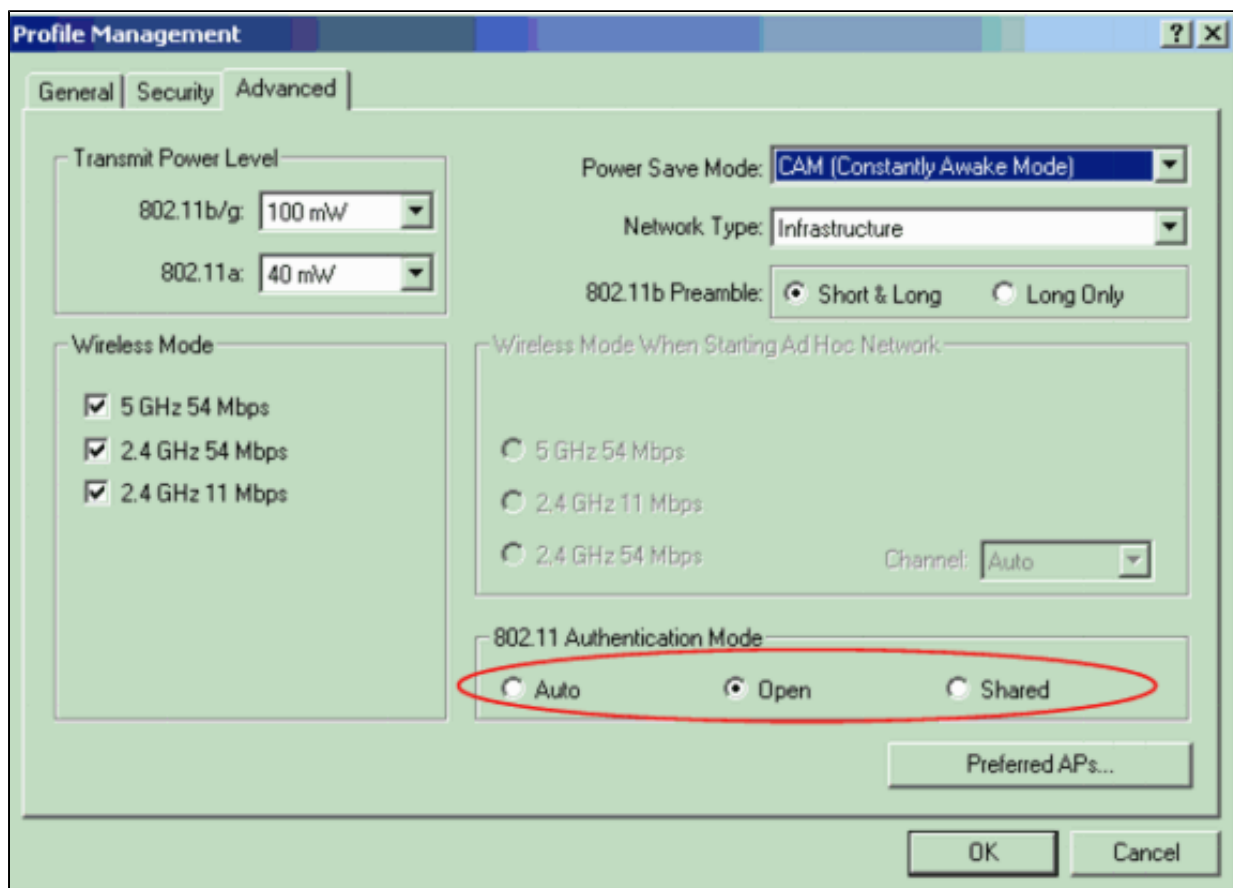 Profile Management
General Security Advanced
Transmit Power Level
802.11b/g: 100 mW
802.11a: 40 mW
Power Save Mode: CAM (Constantly Awake Mode)
Network Type: Infrastructure
802.11b Preamble: Short & Long Long Only
Wireless Mode
5 GHz 54 Mbps
2.4 GHz 54 Mbps
2.4 GHz 11 Mbps
Wireless Mode When Starting Ad Hoc Network
5 GHz 54 Mbps
2.4 GHz 11 Mbps
2.4 GHz 54 Mbps Channel: Auto
802.11 Authentication Mode
Auto Open Shared
Preferred APs...
OK Cancel